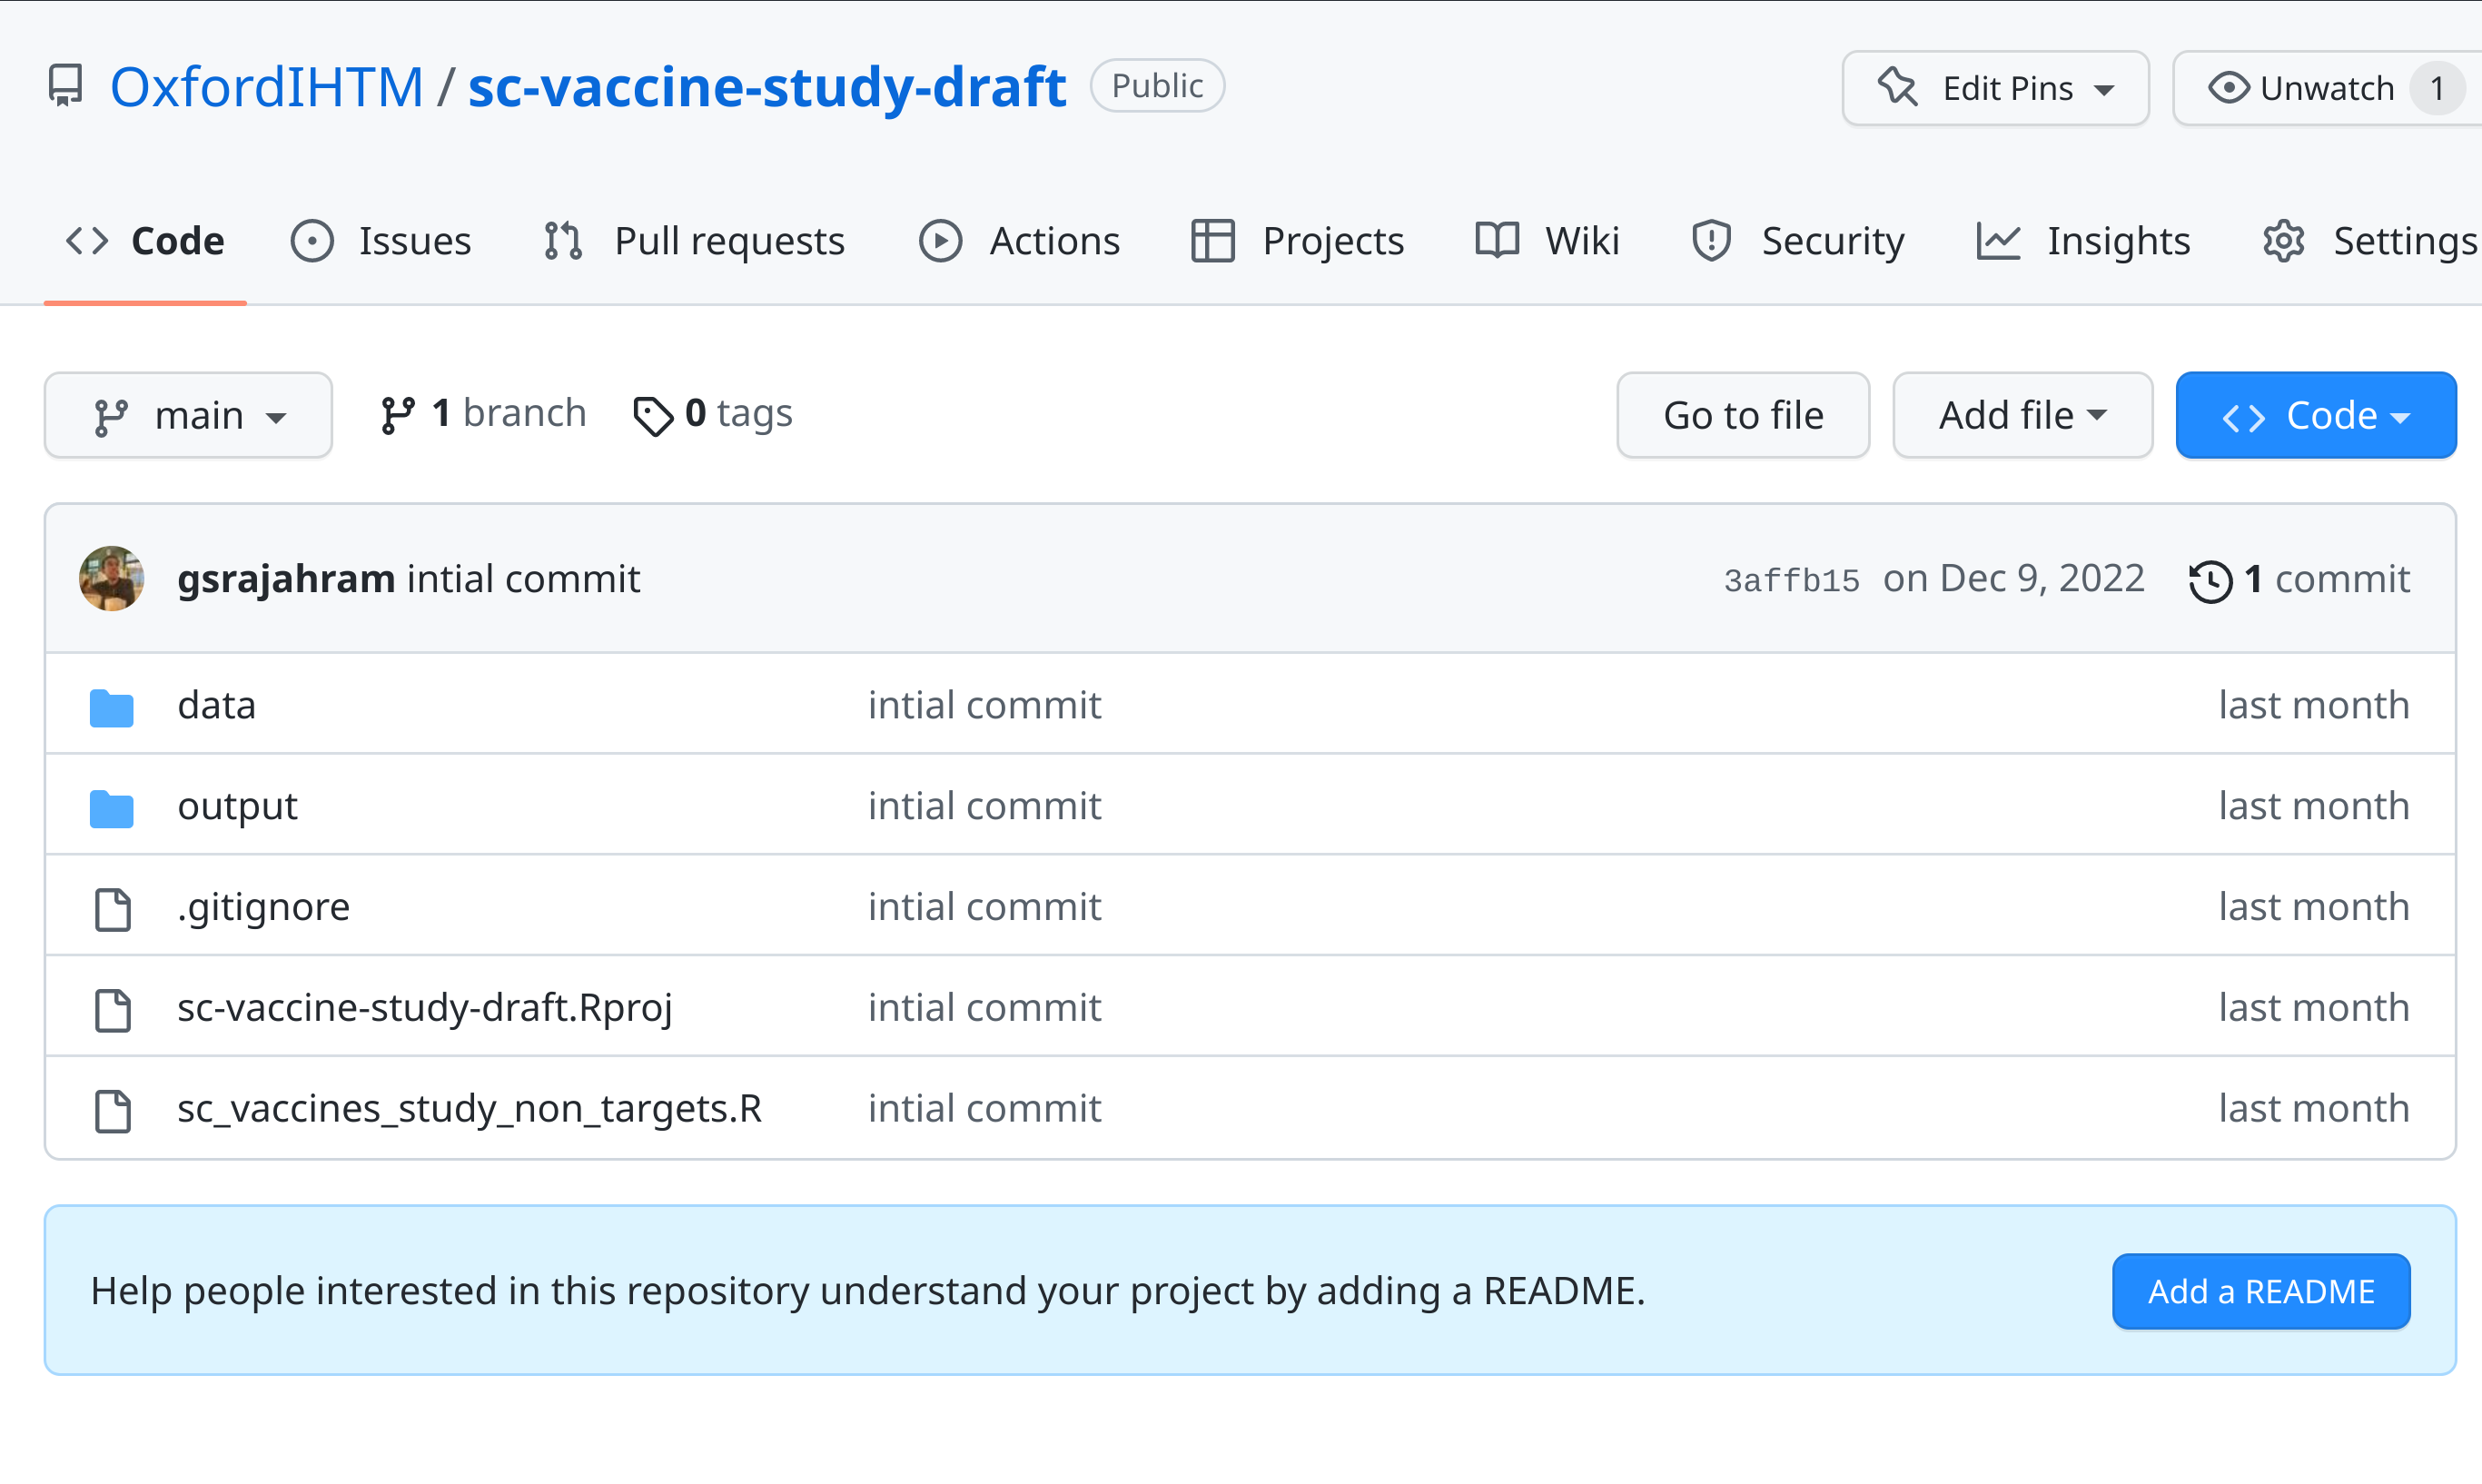 OxfordIHTM / sc-vaccine-study-draft Public Edit Pins Unwatch 1
Code Issues Pull requests Actions Projects Wiki Security Insights Settings
main 1 branch 0 tags Go to file Add file Code
gsrajahram intial commit 3affb15 on Dec 9, 2022 1 commit
data intial commit last month
output intial commit last month
.gitignore intial commit last month
sc-vaccine-study-draft.Rproj intial commit last month
sc_vaccines_study_non_targets.R intial commit last month
Help people interested in this repository understand your project by adding a README. Add a README